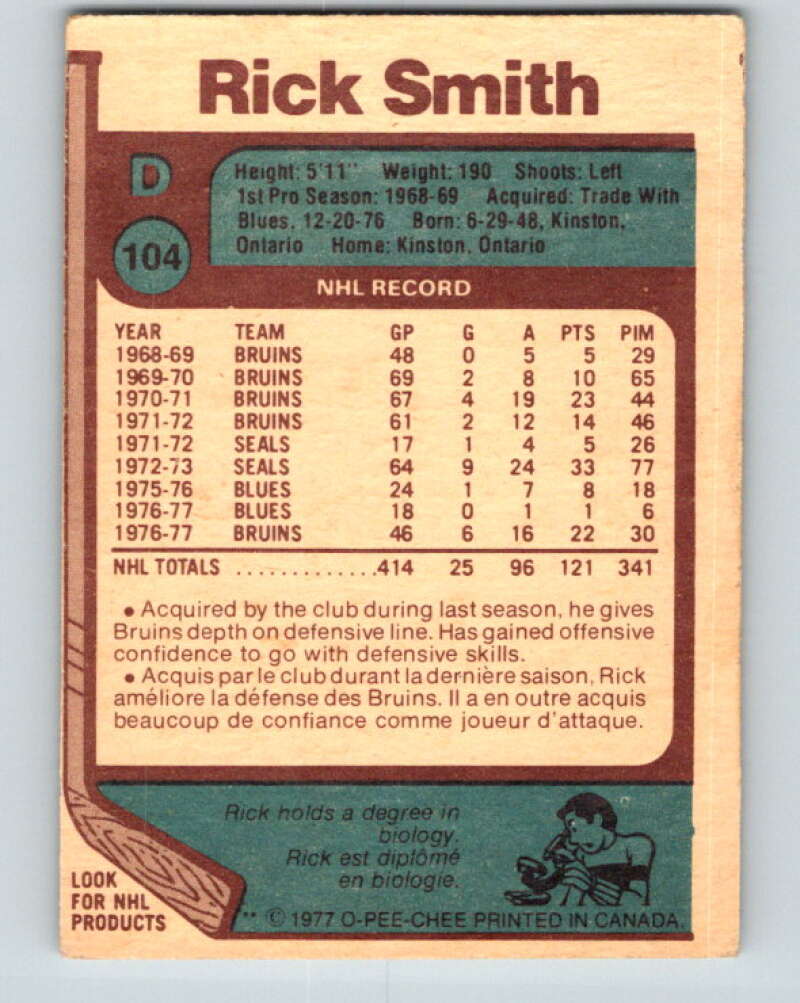 Rick Smith
D
104
Height: 5'11" Weight: 190 Shoots: Left
1st Pro Season: 1968-69 Acquired: Trade With
Blues, 12-20-76 Born: 6-29-48, Kinston,
Ontario Home: Kinston, Ontario
NHL RECORD
YEAR TEAM GP G A PTS PIM
1968-69 BRUINS 48 0 5 5 29
1969-70 BRUINS 69 2 8 10 65
1970-71 BRUINS 67 4 19 23 44
1971-72 BRUINS 61 2 12 14 46
1971-72 SEALS 17 1 4 5 26
1972-73 SEALS 64 9 24 33 77
1975-76 BLUES 24 1 7 8 18
1976-77 BLUES 18 0 1 1 6
1976-77 BRUINS 46 6 16 22 30
NHL TOTALS .............414 25 96 121 341
• Acquired by the club during last season, he gives
Bruins depth on defensive line. Has gained offensive
confidence to go with defensive skills.
• Acquis par le club durant la dernière saison, Rick
améliore la défense des Bruins. Il a en outre acquis
beaucoup de confiance comme joueur d'attaque.
Rick holds a degree in
biology.
Rick est diplômé
en biologie.
LOOK
FOR NHL
PRODUCTS
** © 1977 O-PEE-CHEE PRINTED IN CANADA.